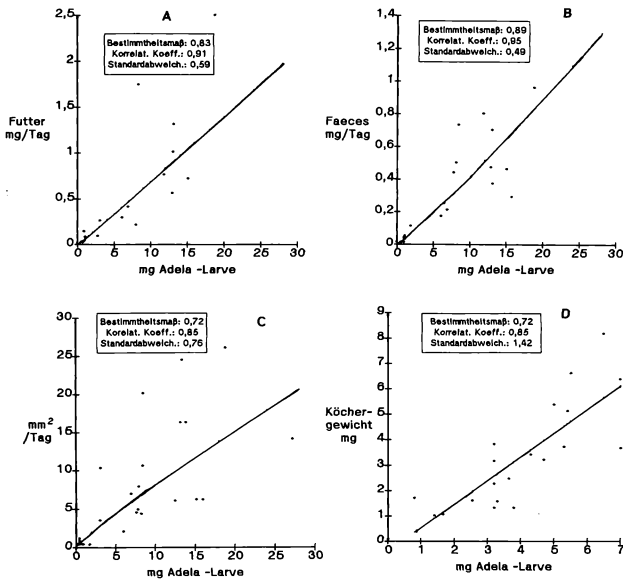 A
2,5
2
1,5
1
0,5
0
Bestimmtheitsmaß: 0,83
Korrelat. Koeff.: 0,91
Standardabweich.: 0,59
Futter
mg/Tag
0 5 10 15 20 25 30
mg Adela -Larve
B
1,4
1,2
1
0,8
0,6
0,4
0,2
0
Bestimmtheitsmaß: 0,89
Korrelat. Koeff.: 0,95
Standardabweich.: 0,49
Faeces
mg/Tag
0 5 10 15 20 25 30
mg Adela -Larve
C
30
25
20
15
10
5
0
Bestimmtheitsmaß: 0,72
Korrelat. Koeff.: 0,85
Standardabweich.: 0,75
mm²
/Tag
0 5 10 15 20 25 30
mg Adela -Larve
D
9
8
7
6
5
4
3
2
1
0
Bestimmtheitsmaß: 0,72
Korrelat. Koeff.: 0,85
Standardabweich.: 1,42
Köcher-
gewicht
mg
0 1 2 3 4 5 6 7
mg Adela -Larve